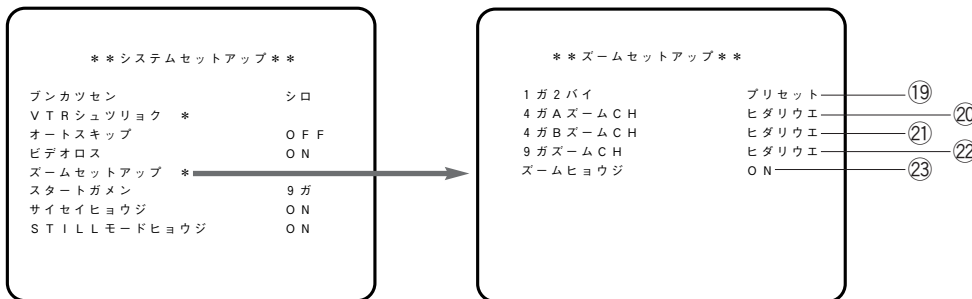 **システムセットアップ**
ブンカツセン シロ
VTRシュツリョク *
オートスキップ OFF
ビデオロス ON
ズームセットアップ *
スタートガメン 9ガ
サイセイヒョウジ ON
STILLモードヒョウジ ON
**ズームセットアップ**
1ガ2バイ プリセット ⑲
4ガAズームCH ヒダリウエ ⑳
4ガBズームCH ヒダリウエ ㉑
9ガズームCH ヒダリウエ ㉒
ズームヒョウジ ON ㉓